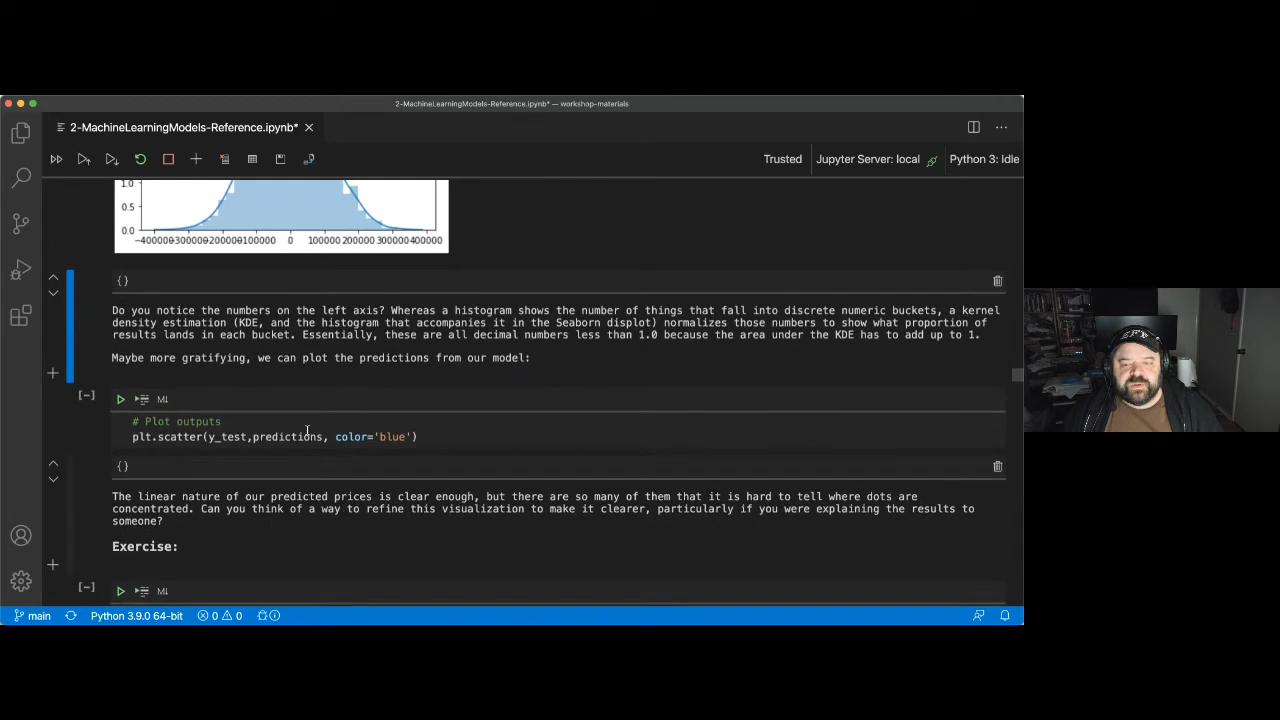 2-MachineLearningModels-Reference.ipynb* — workshop-materials
2-MachineLearningModels-Reference.ipynb*
Trusted
Jupyter Server: local
Python 3: Idle
1.0
0.5
0.0
−400000−300000−200000−100000 0 100000 200000 300000 400000
{}
Do you notice the numbers on the left axis? Whereas a histogram shows the number of things that fall into discrete numeric buckets, a kernel
density estimation (KDE, and the histogram that accompanies it in the Seaborn displot) normalizes those numbers to show what proportion of
results lands in each bucket. Essentially, these are all decimal numbers less than 1.0 because the area under the KDE has to add up to 1.
Maybe more gratifying, we can plot the predictions from our model:
[-]
M↓
# Plot outputs
plt.scatter(y_test,predictions, color='blue')
{}
The linear nature of our predicted prices is clear enough, but there are so many of them that it is hard to tell where dots are
concentrated. Can you think of a way to refine this visualization to make it clearer, particularly if you were explaining the results to
someone?
Exercise:
[-]
M↓
main
Python 3.9.0 64-bit
0
0